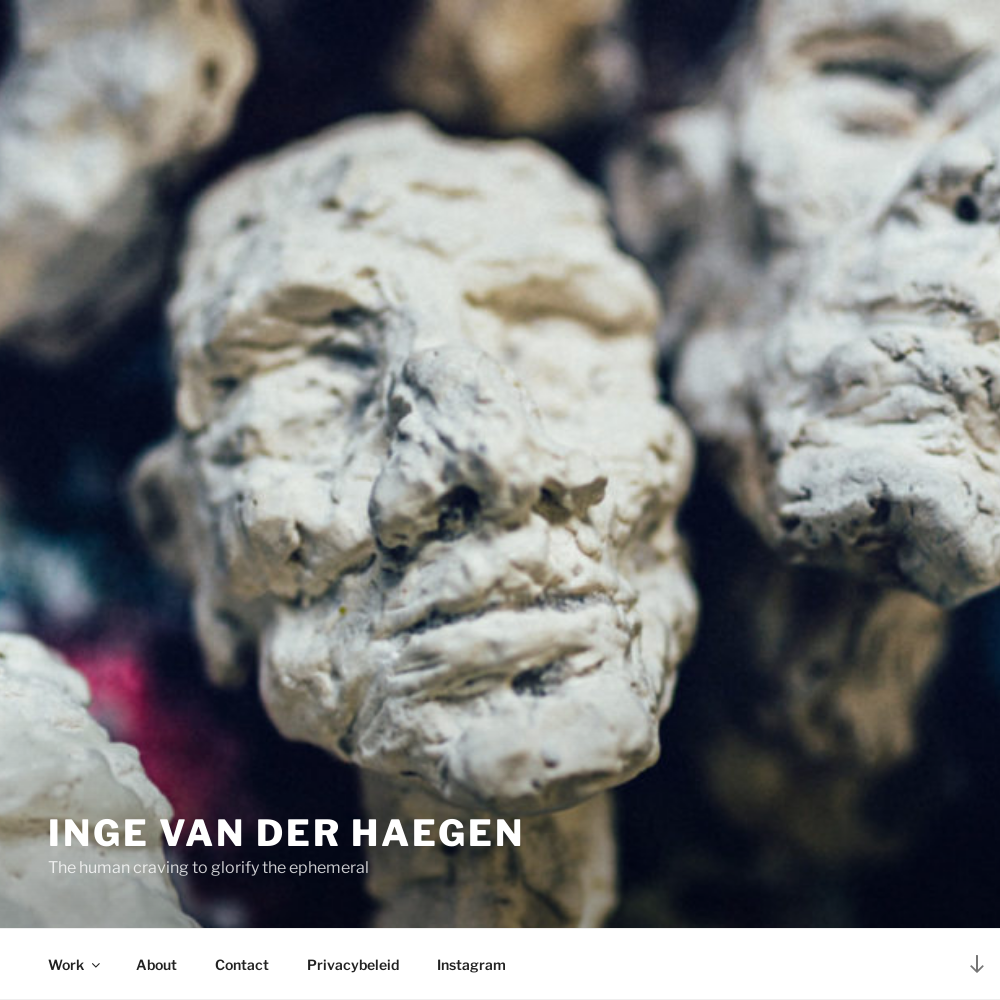 INGE VAN DER HAEGEN
The human craving to glorify the ephemeral
Work
About
Contact
Privacybeleid
Instagram